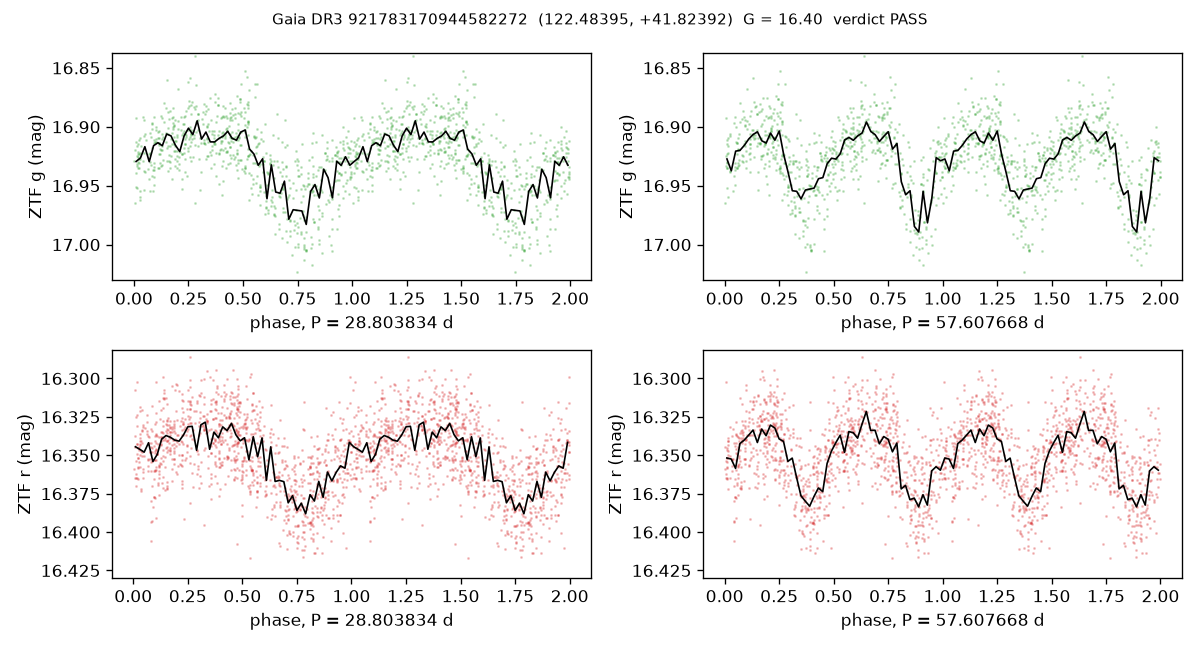 Gaia DR3 921783170944582272 (122.48395, +41.82392) G = 16.40 verdict PASS
ZTF g (mag)
16.85
16.90
16.95
17.00
0.00 0.25 0.50 0.75 1.00 1.25 1.50 1.75 2.00
phase, P = 28.803834 d
ZTF g (mag)
16.85
16.90
16.95
17.00
0.00 0.25 0.50 0.75 1.00 1.25 1.50 1.75 2.00
phase, P = 57.607668 d
ZTF r (mag)
16.300
16.325
16.350
16.375
16.400
16.425
0.00 0.25 0.50 0.75 1.00 1.25 1.50 1.75 2.00
phase, P = 28.803834 d
ZTF r (mag)
16.300
16.325
16.350
16.375
16.400
16.425
0.00 0.25 0.50 0.75 1.00 1.25 1.50 1.75 2.00
phase, P = 57.607668 d